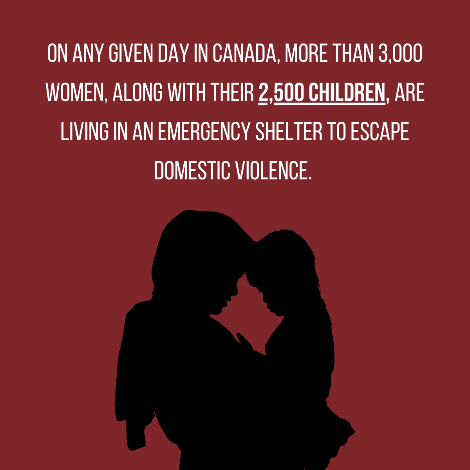 ON ANY GIVEN DAY IN CANADA, MORE THAN 3,000
WOMEN, ALONG WITH THEIR 2,500 CHILDREN, ARE
LIVING IN AN EMERGENCY SHELTER TO ESCAPE
DOMESTIC VIOLENCE.